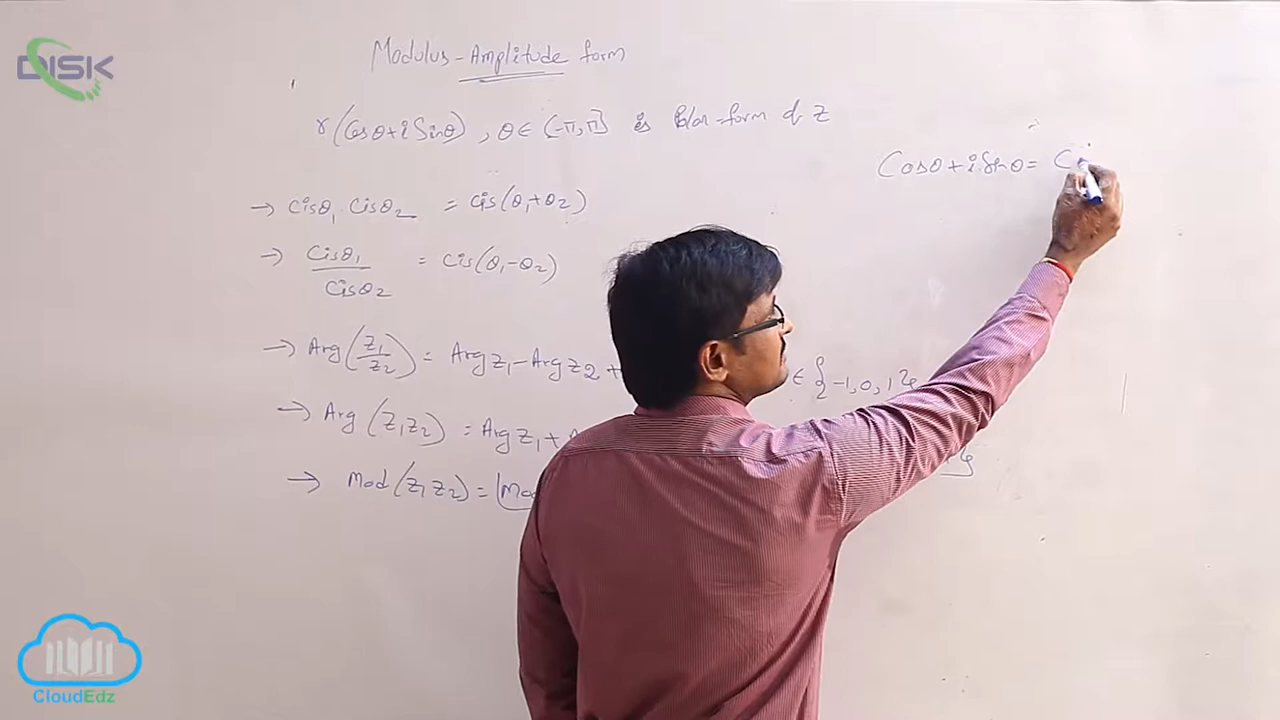 DISK
Modulus-Amplitude form
r(Cosθ+i Sinθ), θ∈(-π,π] is Polar-form of Z
Cosθ+i Sinθ= Ci
→ Cisθ₁.Cisθ₂ = Cis(θ₁+θ₂)
→ Cisθ₁/Cisθ₂ = Cis(θ₁-θ₂)
→ Arg(Z₁/Z₂) = Arg Z₁-Arg Z₂+ ∈ {-1,0,1}
→ Arg (Z₁Z₂) = Arg Z₁+
→ Mod(Z₁Z₂)=
CloudEdz